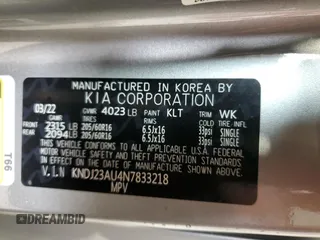 MANUFACTURED IN KOREA BY
KIA CORPORATION
03/22 GVWR 4023 LB PAINT KLT TRIM WK
TIRES RIMS COLD TIRE
FRONT 2315 LB 205/60R16 6.5Jx16 33psi SINGLE
REAR 2094 LB 205/60R16 6.5Jx16 33psi SINGLE
THIS VEHICLE CONFORMS TO ALL APPLICABLE FEDERAL
MOTOR VEHICLE SAFETY AND THEFT PREVENTION STANDARDS
IN EFFECT ON THE DATE OF MANUFACTURE SHOWN ABOVE.
V.I.N KNDJ23AU4N7833218
MPV
T66
DREAMBID